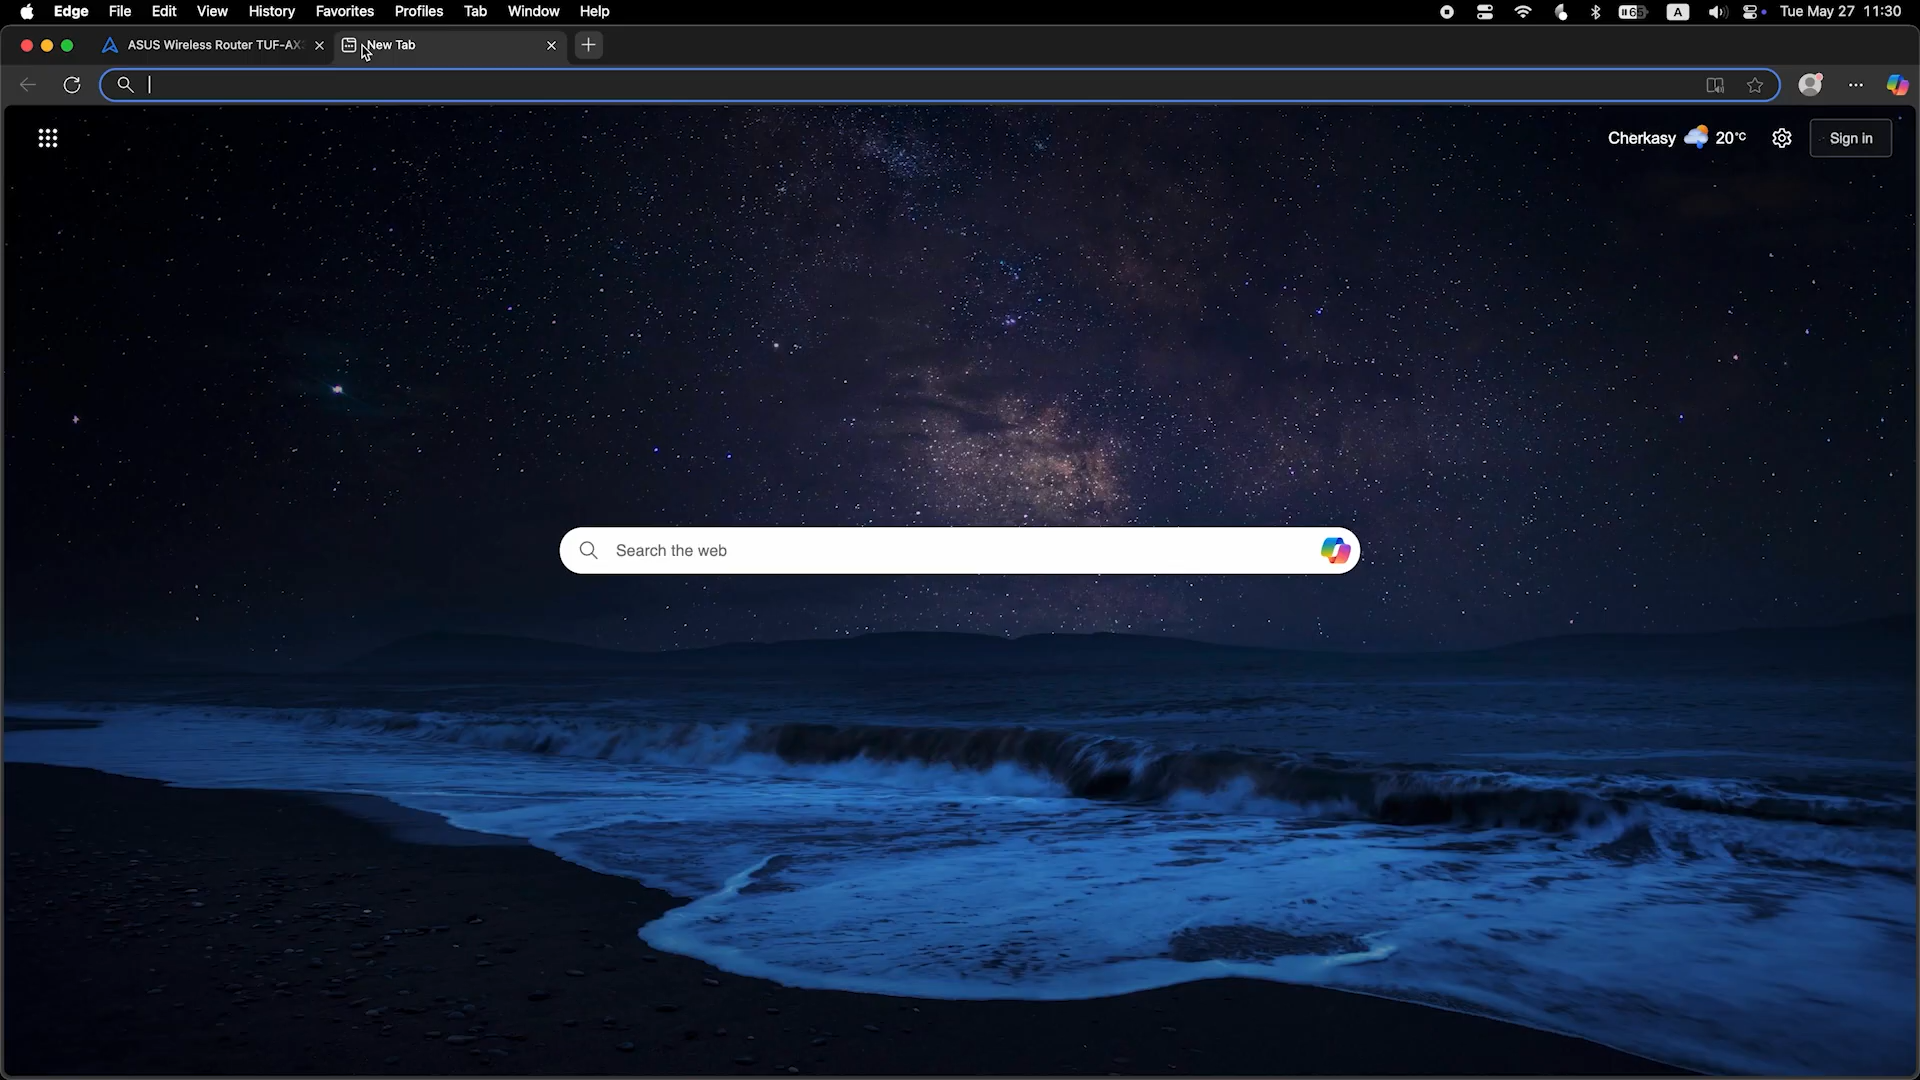 Edge File Edit View History Favorites Profiles Tab Window Help 65 A Tue May 27 11:30
ASUS Wireless Router TUF-AX New Tab
Cherkasy 20°C Sign in
Search the web